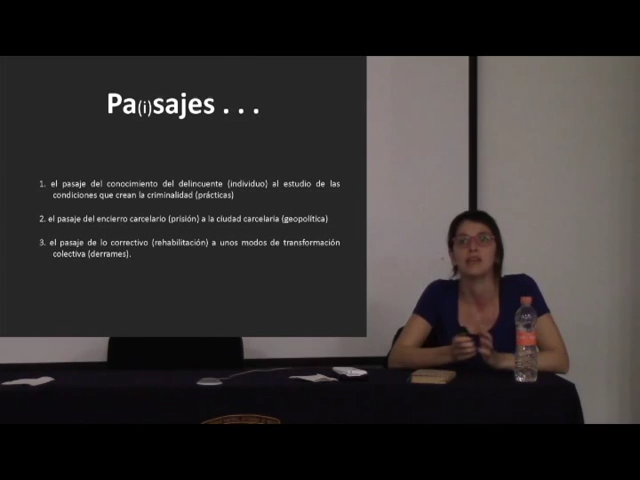 Pa(i)sajes . . .
1. el pasaje del conocimiento del delincuente (individuo) al estudio de las
condiciones que crean la criminalidad (prácticas)
2. el pasaje del encierro carcelario (prisión) a la ciudad carcelaria (geopolítica)
3. el pasaje de lo correctivo (rehabilitación) a unos modos de transformación
colectiva (derrames).